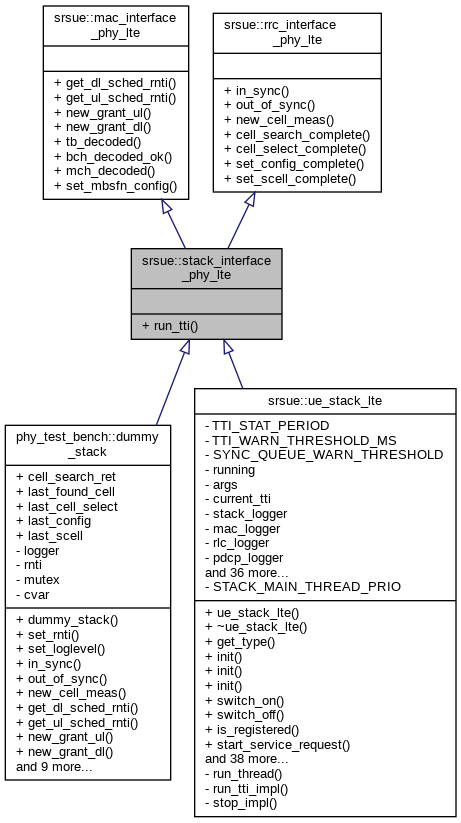 srsue::mac_interface
_phy_lte
+ get_dl_sched_rnti()
+ get_ul_sched_rnti()
+ new_grant_ul()
+ new_grant_dl()
+ tb_decoded()
+ bch_decoded_ok()
+ mch_decoded()
+ set_mbsfn_config()
srsue::rrc_interface
_phy_lte
+ in_sync()
+ out_of_sync()
+ new_cell_meas()
+ cell_search_complete()
+ cell_select_complete()
+ set_config_complete()
+ set_scell_complete()
srsue::stack_interface
_phy_lte
+ run_tti()
phy_test_bench::dummy
_stack
+ cell_search_ret
+ last_found_cell
+ last_cell_select
+ last_config
+ last_scell
- logger
- rnti
- mutex
- cvar
+ dummy_stack()
+ set_rnti()
+ set_loglevel()
+ in_sync()
+ out_of_sync()
+ new_cell_meas()
+ get_dl_sched_rnti()
+ get_ul_sched_rnti()
+ new_grant_ul()
+ new_grant_dl()
and 9 more...
srsue::ue_stack_lte
- TTI_STAT_PERIOD
- TTI_WARN_THRESHOLD_MS
- SYNC_QUEUE_WARN_THRESHOLD
- running
- args
- current_tti
- stack_logger
- mac_logger
- rlc_logger
- pdcp_logger
and 36 more...
- STACK_MAIN_THREAD_PRIO
+ ue_stack_lte()
+ ~ue_stack_lte()
+ get_type()
+ init()
+ init()
+ init()
+ switch_on()
+ switch_off()
+ is_registered()
+ start_service_request()
and 38 more...
- run_thread()
- run_tti_impl()
- stop_impl()